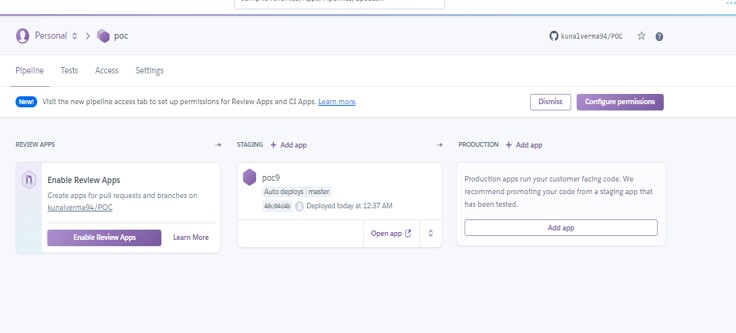 Personal poc kunalverma94/POC
Pipeline Tests Access Settings
New! Visit the new pipeline access tab to set up permissions for Review Apps and CI Apps. Learn more. Dismiss Configure permissions
REVIEW APPS
Enable Review Apps
Create apps for pull requests and branches on
kunalverma94/POC
Enable Review Apps Learn More
STAGING + Add app
poc9
Auto deploys master
Deployed today at 12:37 AM
Open app
PRODUCTION + Add app
Production apps run your customer facing code. We
recommend promoting your code from a staging app that
has been tested.
Add app